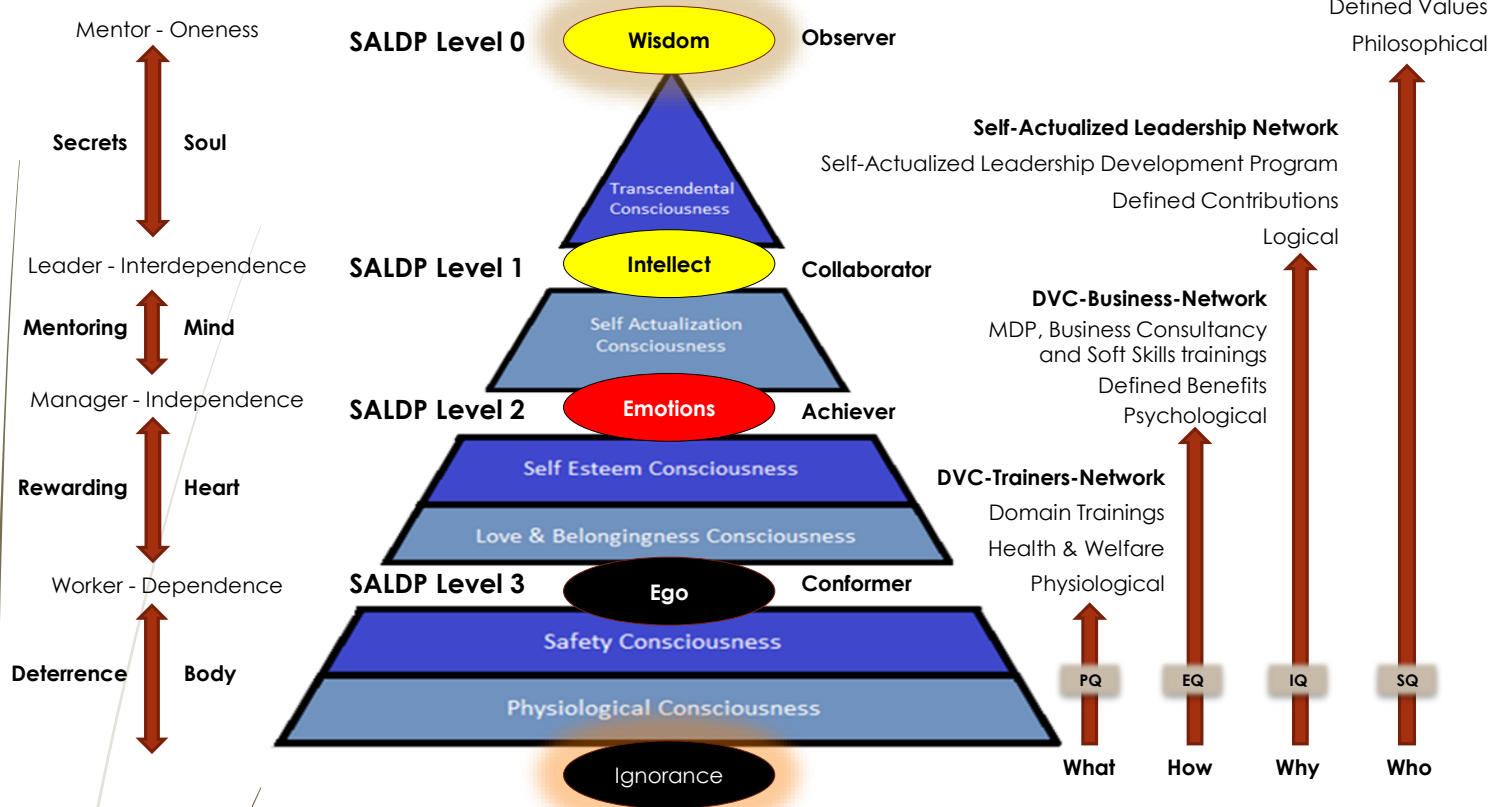 Mentor - Oneness
Secrets
Soul
Leader - Interdependence
Mentoring
Mind
Manager - Independence
Rewarding
Heart
Worker - Dependence
Deterrence
Body
SALDP Level 0
Wisdom
Observer
Transcendental
Consciousness
SALDP Level 1
Intellect
Collaborator
Self Actualization
Consciousness
SALDP Level 2
Emotions
Achiever
Self Esteem Consciousness
Love & Belongingness Consciousness
SALDP Level 3
Ego
Conformer
Safety Consciousness
Physiological Consciousness
Ignorance
Defined Values
Philosophical
Self-Actualized Leadership Network
Self-Actualized Leadership Development Program
Defined Contributions
Logical
DVC-Business-Network
MDP, Business Consultancy
and Soft Skills trainings
Defined Benefits
Psychological
DVC-Trainers-Network
Domain Trainings
Health & Welfare
Physiological
PQ
EQ
IQ
SQ
What
How
Why
Who